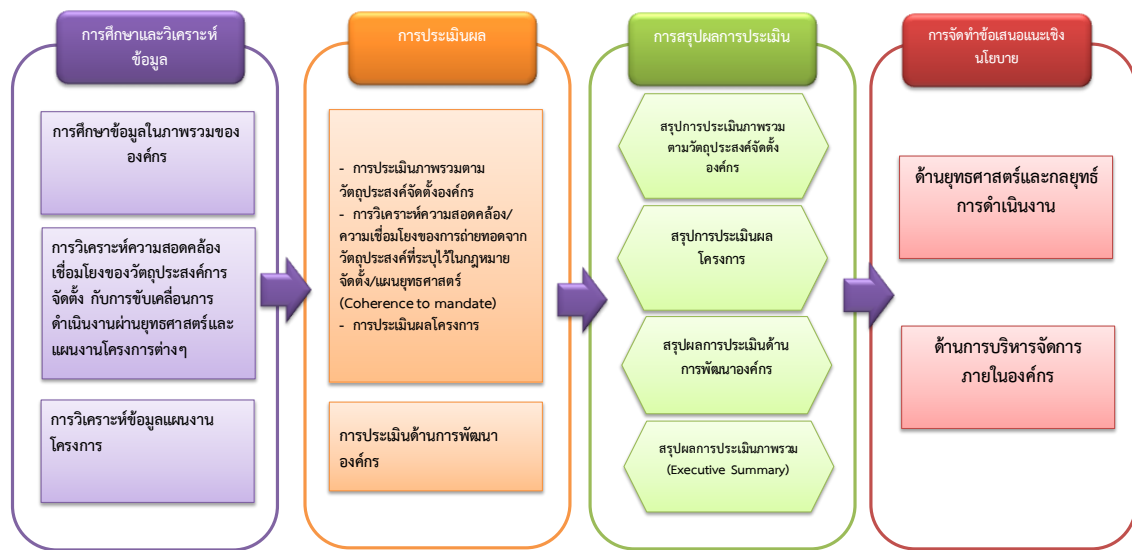 การศึกษาและวิเคราะห์
ข้อมูล
การศึกษาข้อมูลในภาพรวมของ
องค์กร
การวิเคราะห์ความสอดคล้อง
เชื่อมโยงของวัตถุประสงค์การ
จัดตั้ง กับการขับเคลื่อนการ
ดำเนินงานผ่านยุทธศาสตร์และ
แผนงานโครงการต่างๆ
การวิเคราะห์ข้อมูลแผนงาน
โครงการ
การประเมินผล
- การประเมินภาพรวมตาม
วัตถุประสงค์จัดตั้งองค์กร
- การวิเคราะห์ความสอดคล้อง/
ความเชื่อมโยงของการถ่ายทอดจาก
วัตถุประสงค์ที่ระบุไว้ในกฎหมาย
จัดตั้ง/แผนยุทธศาสตร์
(Coherence to mandate)
- การประเมินผลโครงการ
การประเมินด้านการพัฒนา
องค์กร
การสรุปผลการประเมิน
สรุปการประเมินภาพรวม
ตามวัตถุประสงค์จัดตั้ง
องค์กร
สรุปการประเมินผล
โครงการ
สรุปผลการประเมินด้าน
การพัฒนาองค์กร
สรุปผลการประเมินภาพรวม
(Executive Summary)
การจัดทำข้อเสนอแนะเชิง
นโยบาย
ด้านยุทธศาสตร์และกลยุทธ์
การดำเนินงาน
ด้านการบริหารจัดการ
ภายในองค์กร